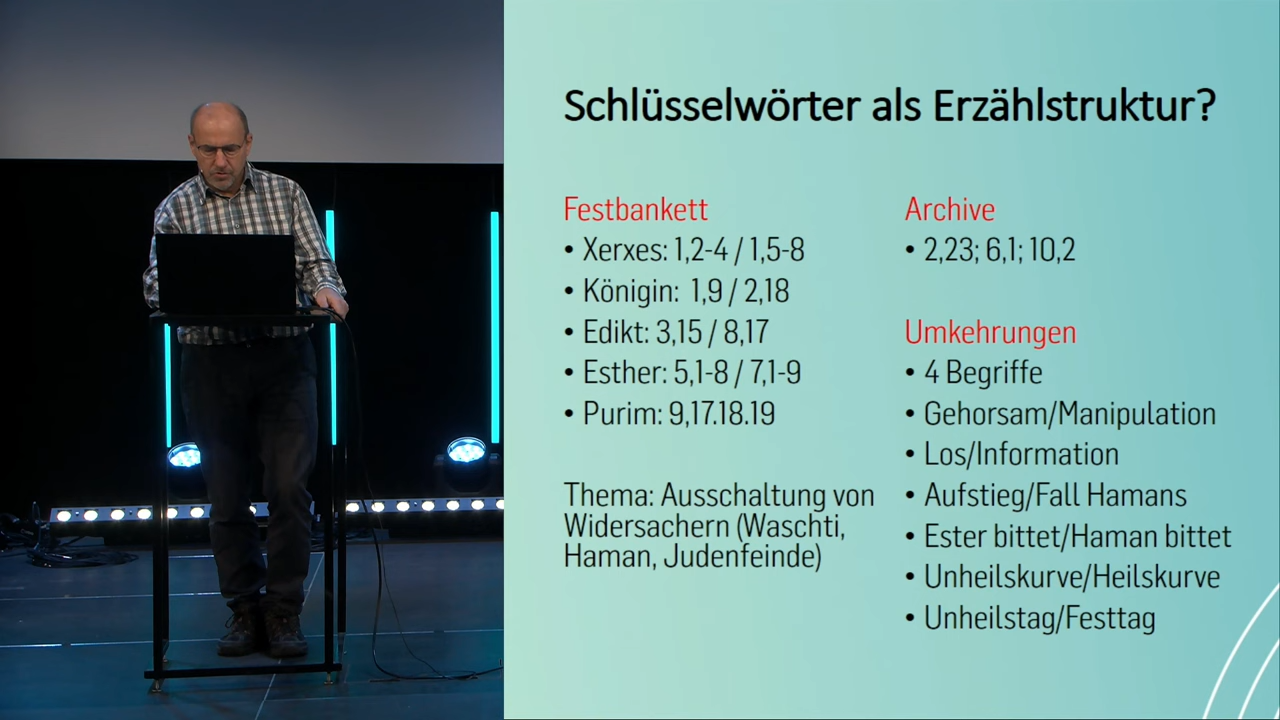 Schlüsselwörter als Erzählstruktur?
Festbankett
• Xerxes: 1,2-4 / 1,5-8
• Königin: 1,9 / 2,18
• Edikt: 3,15 / 8,17
• Esther: 5,1-8 / 7,1-9
• Purim: 9,17.18.19
Thema: Ausschaltung von
Widersachern (Waschti,
Haman, Judenfeinde)
Archive
• 2,23; 6,1; 10,2
Umkehrungen
• 4 Begriffe
• Gehorsam/Manipulation
• Los/Information
• Aufstieg/Fall Hamans
• Ester bittet/Haman bittet
• Unheilskurve/Heilskurve
• Unheilstag/Festtag